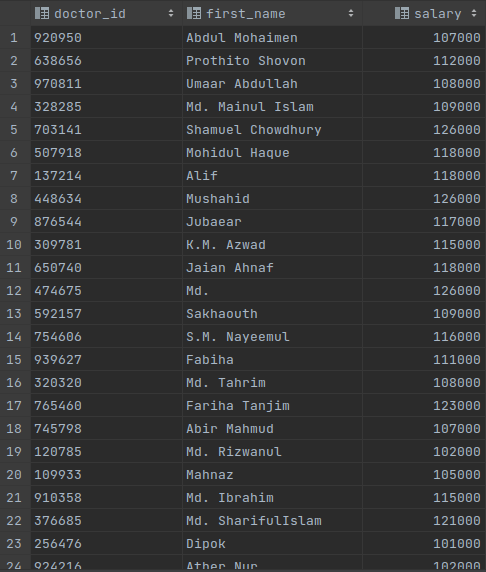 doctor_id first_name salary
1 920950 Abdul Mohaimen 107000
2 638656 Prothito Shovon 112000
3 970811 Umaar Abdullah 108000
4 328285 Md. Mainul Islam 109000
5 703141 Shamuel Chowdhury 126000
6 507918 Mohidul Haque 118000
7 137214 Alif 118000
8 448634 Mushahid 126000
9 876544 Jubaear 117000
10 309781 K.M. Azwad 115000
11 650740 Jaian Ahnaf 118000
12 474675 Md. 126000
13 592157 Sakhaouth 109000
14 754606 S.M. Nayeemul 116000
15 939627 Fabiha 111000
16 320320 Md. Tahrim 108000
17 765460 Fariha Tanjim 123000
18 745798 Abir Mahmud 107000
19 120785 Md. Rizwanul 102000
20 109933 Mahnaz 105000
21 910358 Md. Ibrahim 115000
22 376685 Md. SharifulIslam 121000
23 256476 Dipok 101000
24 924216 Ather Nur 102000